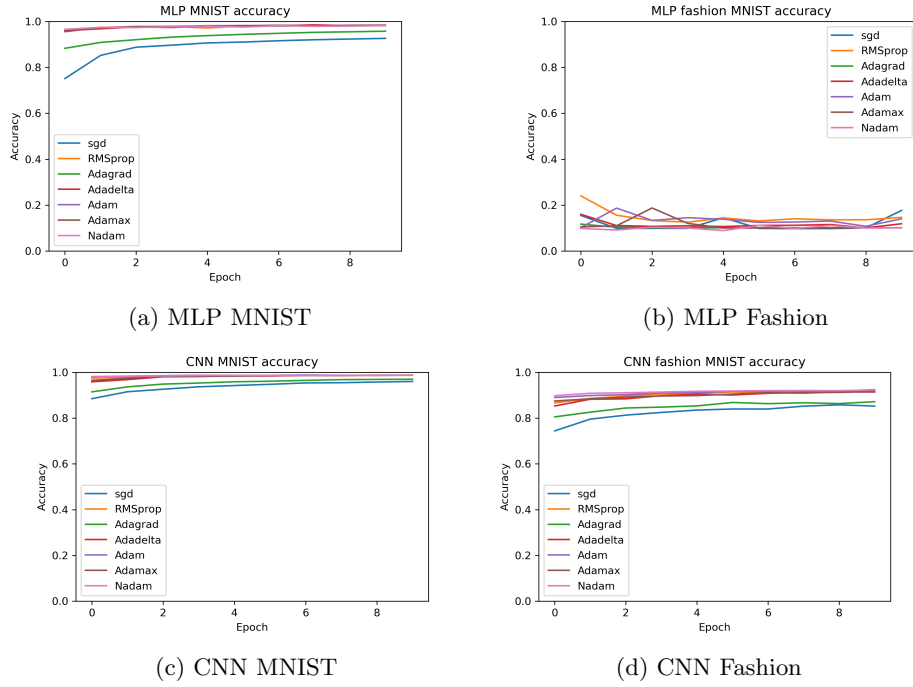 MLP MNIST accuracy
1.0
0.8
0.6
0.4
0.2
0.0
Accuracy
sgd
RMSprop
Adagrad
Adadelta
Adam
Adamax
Nadam
0 2 4 6 8
Epoch
(a) MLP MNIST
MLP fashion MNIST accuracy
1.0
0.8
0.6
0.4
0.2
0.0
Accuracy
sgd
RMSprop
Adagrad
Adadelta
Adam
Adamax
Nadam
0 2 4 6 8
Epoch
(b) MLP Fashion
CNN MNIST accuracy
1.0
0.8
0.6
0.4
0.2
0.0
Accuracy
sgd
RMSprop
Adagrad
Adadelta
Adam
Adamax
Nadam
0 2 4 6 8
Epoch
(c) CNN MNIST
CNN fashion MNIST accuracy
1.0
0.8
0.6
0.4
0.2
0.0
Accuracy
sgd
RMSprop
Adagrad
Adadelta
Adam
Adamax
Nadam
0 2 4 6 8
Epoch
(d) CNN Fashion